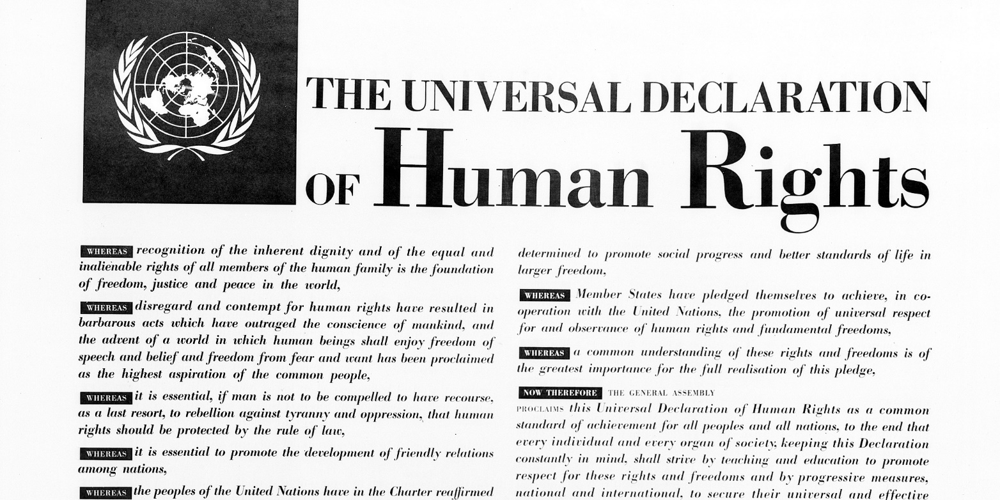 THE UNIVERSAL DECLARATION
OF Human Rights
WHEREAS recognition of the inherent dignity and of the equal and
inalienable rights of all members of the human family is the foundation
of freedom, justice and peace in the world,
WHEREAS disregard and contempt for human rights have resulted in
barbarous acts which have outraged the conscience of mankind, and
the advent of a world in which human beings shall enjoy freedom of
speech and belief and freedom from fear and want has been proclaimed
as the highest aspiration of the common people,
WHEREAS it is essential, if man is not to be compelled to have recourse,
as a last resort, to rebellion against tyranny and oppression, that human
rights should be protected by the rule of law,
WHEREAS it is essential to promote the development of friendly relations
among nations,
WHEREAS the peoples of the United Nations have in the Charter reaffirmed
determined to promote social progress and better standards of life in
larger freedom,
WHEREAS Member States have pledged themselves to achieve, in co-
operation with the United Nations, the promotion of universal respect
for and observance of human rights and fundamental freedoms,
WHEREAS a common understanding of these rights and freedoms is of
the greatest importance for the full realisation of this pledge,
NOW THEREFORE THE GENERAL ASSEMBLY
PROCLAIMS this Universal Declaration of Human Rights as a common
standard of achievement for all peoples and all nations, to the end that
every individual and every organ of society, keeping this Declaration
constantly in mind, shall strive by teaching and education to promote
respect for these rights and freedoms and by progressive measures,
national and international, to secure their universal and effective